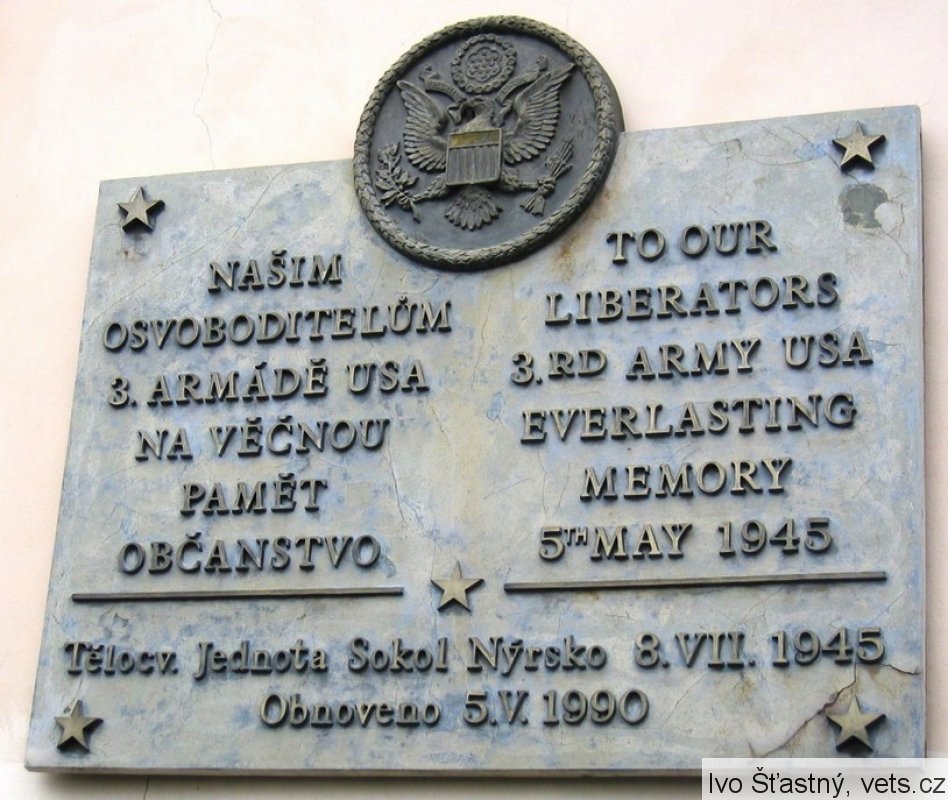 NAŠIM
OSVOBODITELŮM
3. ARMÁDĚ USA
NA VĚČNOU
PAMĚT
OBČANSTVO
TO OUR
LIBERATORS
3.RD ARMY USA
EVERLASTING
MEMORY
5TH MAY 1945
Tělocv. Jednota Sokol Nýrsko 8.VII. 1945
Obnoveno 5.V. 1990
Ivo Šťastný, vets.cz